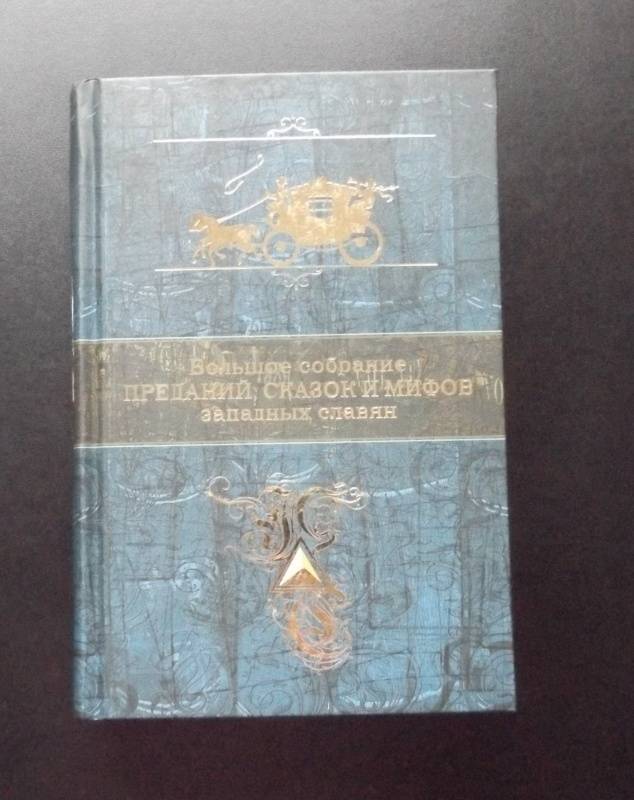 Большое собрание
ПРЕДАНИЙ, СКАЗОК И МИФОВ
западных славян